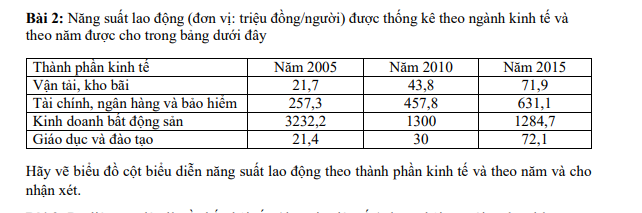 Bài 2: Năng suất lao động (đơn vị: triệu đồng/người) được thống kê theo ngành kinh tế và
theo năm được cho trong bảng dưới đây
Thành phần kinh tế Năm 2005 Năm 2010 Năm 2015
Vận tải, kho bãi 21,7 43,8 71,9
Tài chính, ngân hàng và bảo hiểm 257,3 457,8 631,1
Kinh doanh bất động sản 3232,2 1300 1284,7
Giáo dục và đào tạo 21,4 30 72,1
Hãy vẽ biểu đồ cột biểu diễn năng suất lao động theo thành phần kinh tế và theo năm và cho
nhận xét.